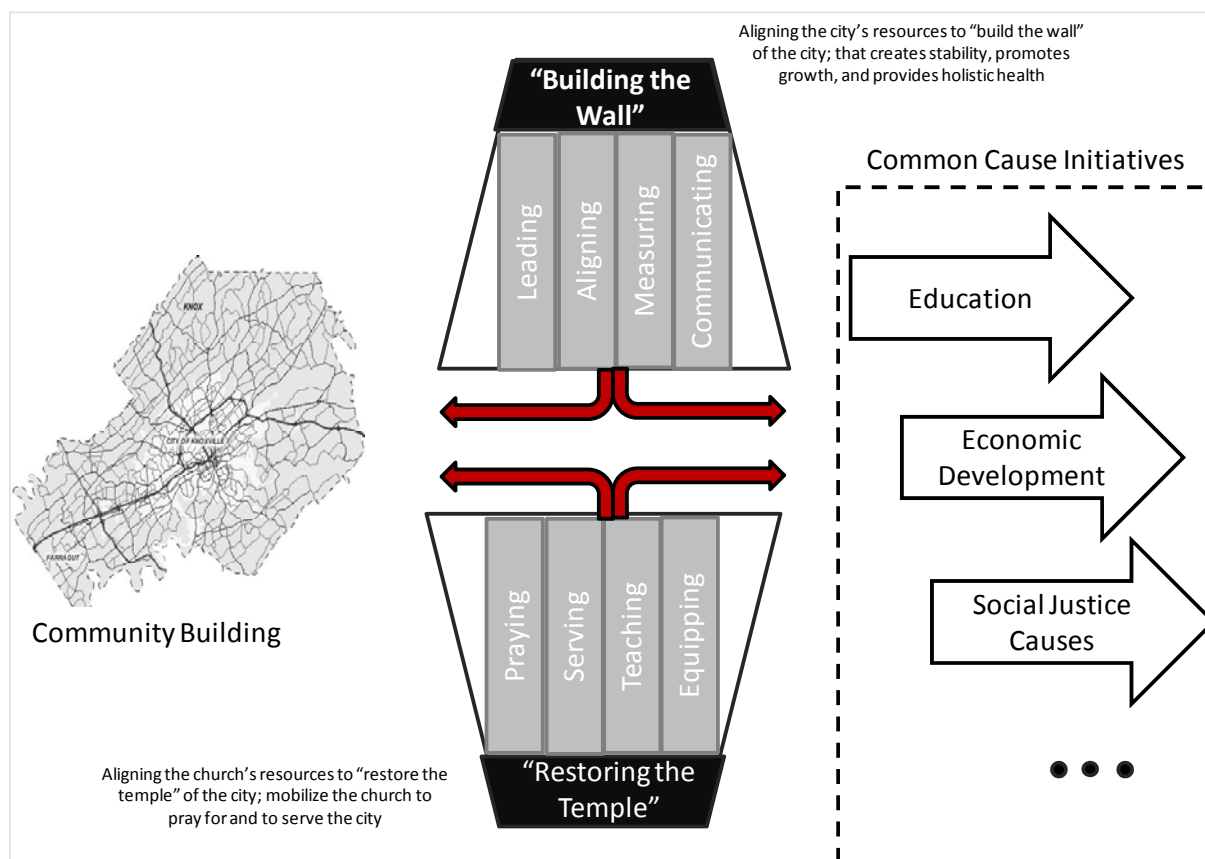 Aligning the city's resources to "build the wall"
of the city; that creates stability, promotes
growth, and provides holistic health
"Building the
Wall"
Leading
Aligning
Measuring
Communicating
Common Cause Initiatives
Education
Economic
Development
Social Justice
Causes
KNOX
CITY OF KNOXVILLE
FARRAGUT
Community Building
Praying
Serving
Teaching
Equipping
"Restoring the
Temple"
Aligning the church's resources to "restore the
temple" of the city; mobilize the church to
pray for and to serve the city